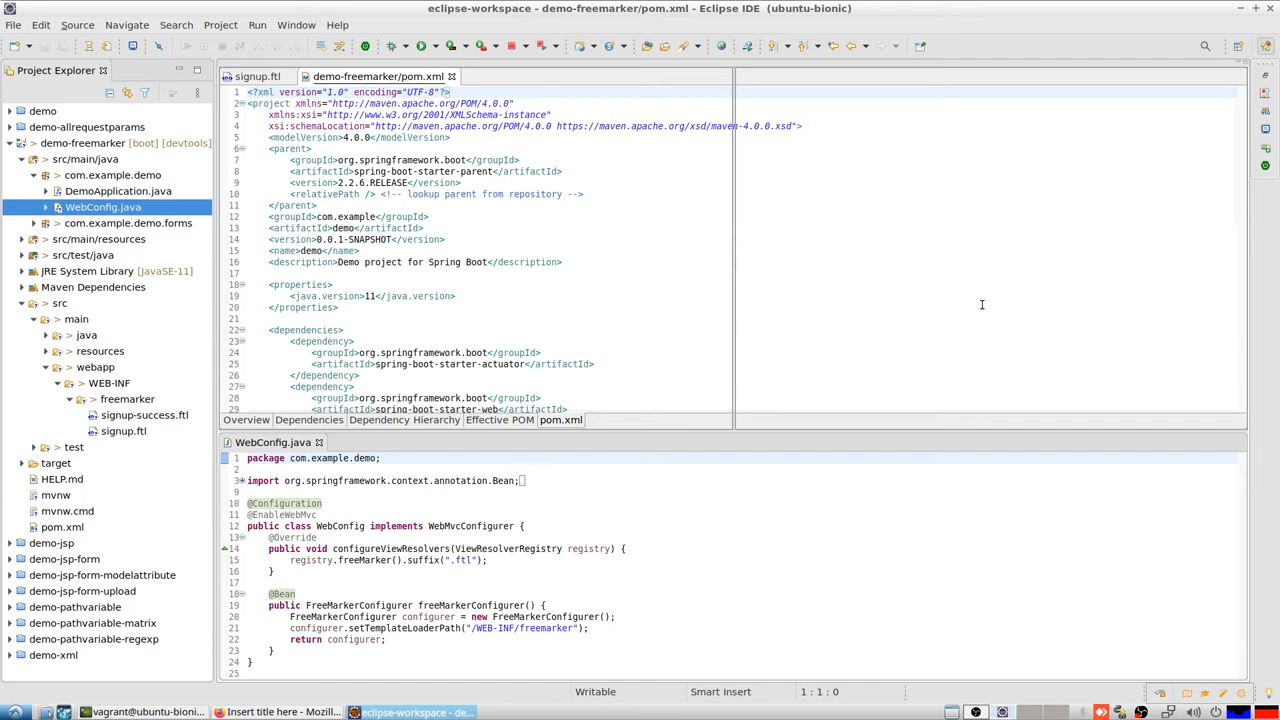 eclipse-workspace - demo-freemarker/pom.xml - Eclipse IDE (ubuntu-bionic)
File Edit Source Navigate Search Project Run Window Help
Project Explorer
demo
demo-allrequestparams
> demo-freemarker [boot] [devtools]
> src/main/java
> com.example.demo
> DemoApplication.java
> WebConfig.java
> com.example.demo.forms
> src/main/resources
> src/test/java
JRE System Library [JavaSE-11]
Maven Dependencies
> src
> main
> java
> resources
> webapp
> WEB-INF
> freemarker
> signup-success.ftl
> signup.ftl
> test
> target
HELP.md
mvnw
mvnw.cmd
> pom.xml
demo-jsp
demo-jsp-form
demo-jsp-form-modelattribute
demo-jsp-form-upload
demo-pathvariable
demo-pathvariable-matrix
demo-pathvariable-regexp
demo-xml
signup.ftl demo-freemarker/pom.xml
1 <?xml version="1.0" encoding="UTF-8"?>
2 <project xmlns="http://maven.apache.org/POM/4.0.0"
3 xmlns:xsi="http://www.w3.org/2001/XMLSchema-instance"
4 xsi:schemaLocation="http://maven.apache.org/POM/4.0.0 https://maven.apache.org/xsd/maven-4.0.0.xsd">
5 <modelVersion>4.0.0</modelVersion>
6 <parent>
7 <groupId>org.springframework.boot</groupId>
8 <artifactId>spring-boot-starter-parent</artifactId>
9 <version>2.2.6.RELEASE</version>
10 <relativePath /> <!-- lookup parent from repository -->
11 </parent>
12 <groupId>com.example</groupId>
13 <artifactId>demo</artifactId>
14 <version>0.0.1-SNAPSHOT</version>
15 <name>demo</name>
16 <description>Demo project for Spring Boot</description>
17
18 <properties>
19 <java.version>11</java.version>
20 </properties>
21
22 <dependencies>
23 <dependency>
24 <groupId>org.springframework.boot</groupId>
25 <artifactId>spring-boot-starter-actuator</artifactId>
26 </dependency>
27 <dependency>
28 <groupId>org.springframework.boot</groupId>
29 <artifactId>spring-boot-starter-web</artifactId>
Overview Dependencies Dependency Hierarchy Effective POM pom.xml
WebConfig.java
1 package com.example.demo;
2
3 import org.springframework.context.annotation.Bean;
9
10 @Configuration
11 @EnableWebMvc
12 public class WebConfig implements WebMvcConfigurer {
13 @Override
14 public void configureViewResolvers(ViewResolverRegistry registry) {
15 registry.freeMarker().suffix(".ftl");
16 }
17
18 @Bean
19 public FreeMarkerConfigurer freeMarkerConfigurer() {
20 FreeMarkerConfigurer configurer = new FreeMarkerConfigurer();
21 configurer.setTemplateLoaderPath("/WEB-INF/freemarker");
22 return configurer;
23 }
24 }
25
Writable Smart Insert 1 : 1 : 0
vagrant@ubuntu-bioni... Insert title here - Mozill... eclipse-workspace - de...